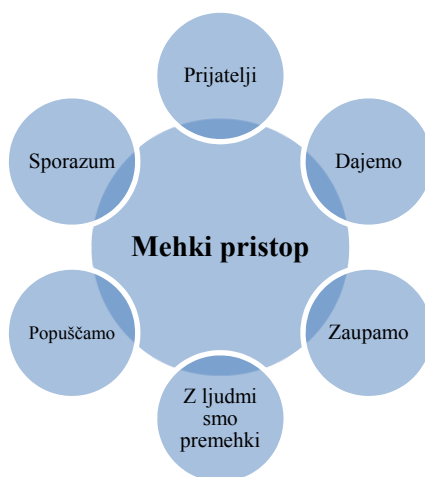 Prijatelji
Dajemo
Zaupamo
Z ljudmi
smo
premehki
Popuščamo
Sporazum
Mehki pristop